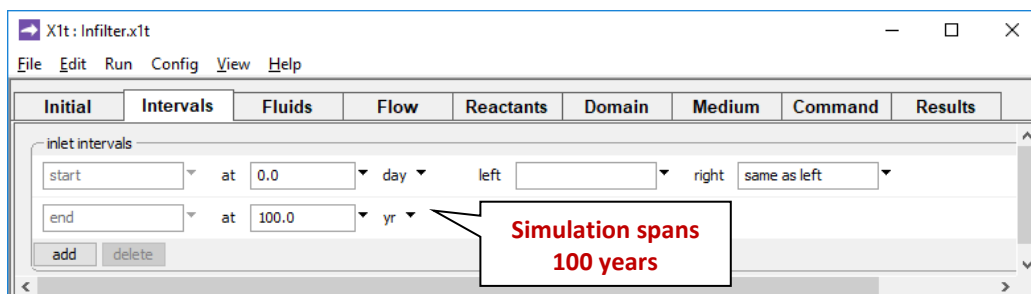 X1t : Infilter.x1t
File Edit Run Config View Help
Initial Intervals Fluids Flow Reactants Domain Medium Command Results
inlet intervals
start at 0.0 day left right same as left
end at 100.0 yr
Simulation spans
100 years
add delete